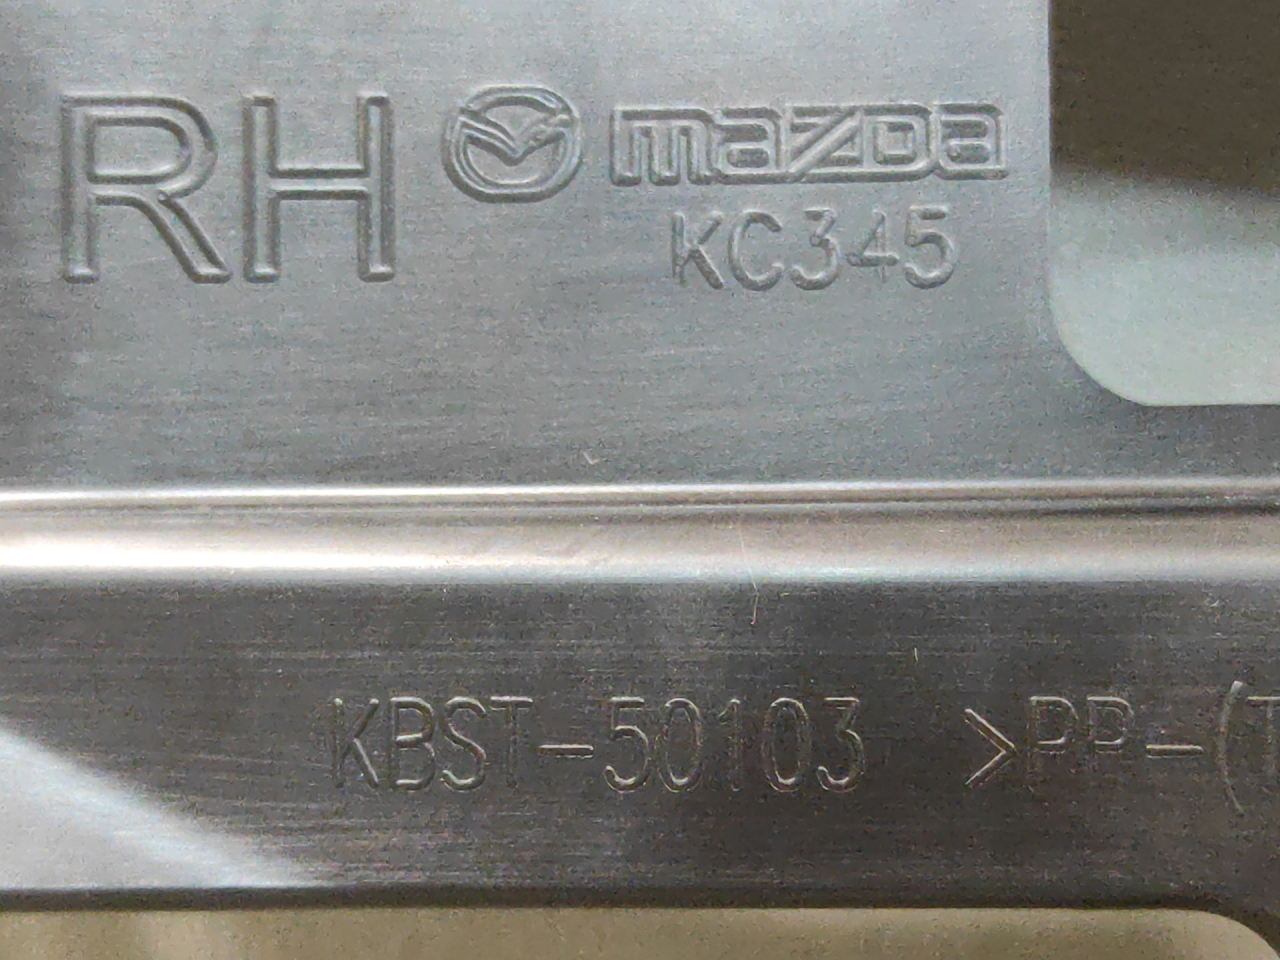 RH mazda
KC345
KBST-50103 >PP-(T